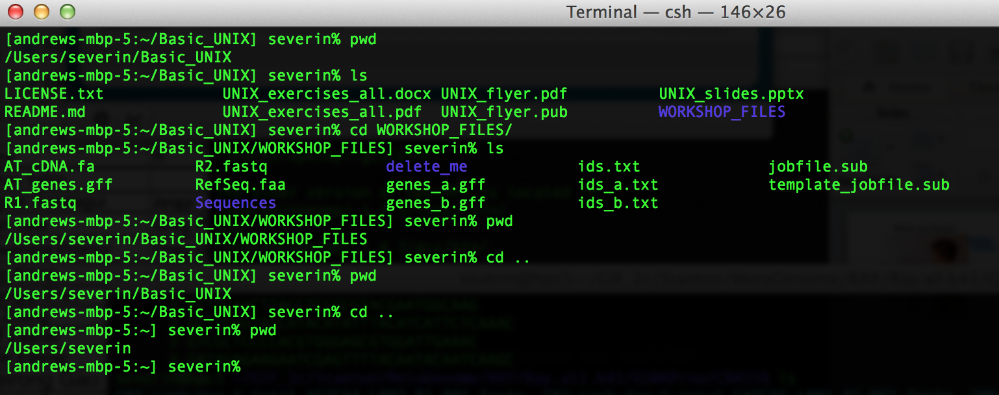 Terminal — csh — 146×26
[andrews-mbp-5:~/Basic_UNIX] severin% pwd
/Users/severin/Basic_UNIX
[andrews-mbp-5:~/Basic_UNIX] severin% ls
LICENSE.txt UNIX_exercises_all.docx UNIX_flyer.pdf UNIX_slides.pptx
README.md UNIX_exercises_all.pdf UNIX_flyer.pub WORKSHOP_FILES
[andrews-mbp-5:~/Basic_UNIX] severin% cd WORKSHOP_FILES/
[andrews-mbp-5:~/Basic_UNIX/WORKSHOP_FILES] severin% ls
AT_cDNA.fa R2.fastq delete_me ids.txt jobfile.sub
AT_genes.gff RefSeq.faa genes_a.gff ids_a.txt template_jobfile.sub
R1.fastq Sequences genes_b.gff ids_b.txt
[andrews-mbp-5:~/Basic_UNIX/WORKSHOP_FILES] severin% pwd
/Users/severin/Basic_UNIX/WORKSHOP_FILES
[andrews-mbp-5:~/Basic_UNIX/WORKSHOP_FILES] severin% cd ..
[andrews-mbp-5:~/Basic_UNIX] severin% pwd
/Users/severin/Basic_UNIX
[andrews-mbp-5:~/Basic_UNIX] severin% cd ..
[andrews-mbp-5:~] severin% pwd
/Users/severin
[andrews-mbp-5:~] severin%